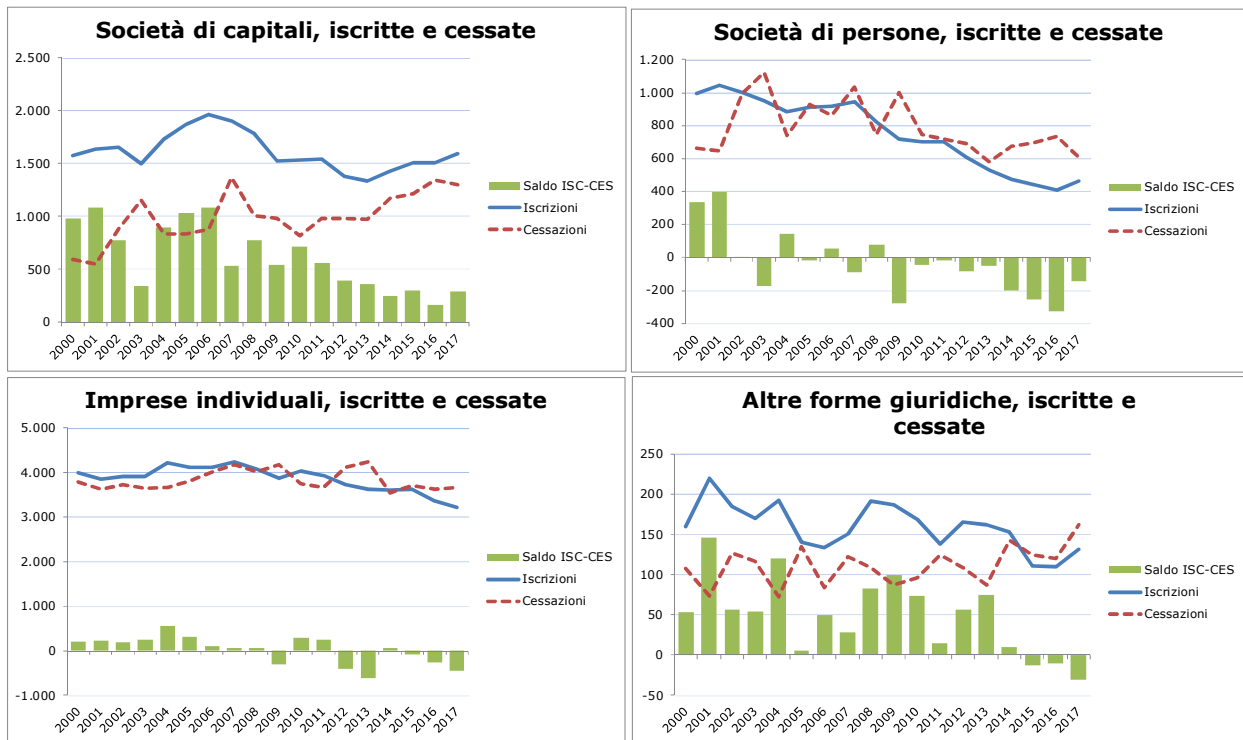 Società di capitali, iscritte e cessate
2.500
2.000
1.500
1.000
500
0
2000 2001 2002 2003 2004 2005 2006 2007 2008 2009 2010 2011 2012 2013 2014 2015 2016 2017
Saldo ISC-CES
Iscrizioni
Cessazioni
Società di persone, iscritte e cessate
1.200
1.000
800
600
400
200
0
-200
-400
2000 2001 2002 2003 2004 2005 2006 2007 2008 2009 2010 2011 2012 2013 2014 2015 2016 2017
Saldo ISC-CES
Iscrizioni
Cessazioni
Imprese individuali, iscritte e cessate
5.000
4.000
3.000
2.000
1.000
0
-1.000
2000 2001 2002 2003 2004 2005 2006 2007 2008 2009 2010 2011 2012 2013 2014 2015 2016 2017
Saldo ISC-CES
Iscrizioni
Cessazioni
Altre forme giuridiche, iscritte e
cessate
250
200
150
100
50
0
-50
2000 2001 2002 2003 2004 2005 2006 2007 2008 2009 2010 2011 2012 2013 2014 2015 2016 2017
Saldo ISC-CES
Iscrizioni
Cessazioni